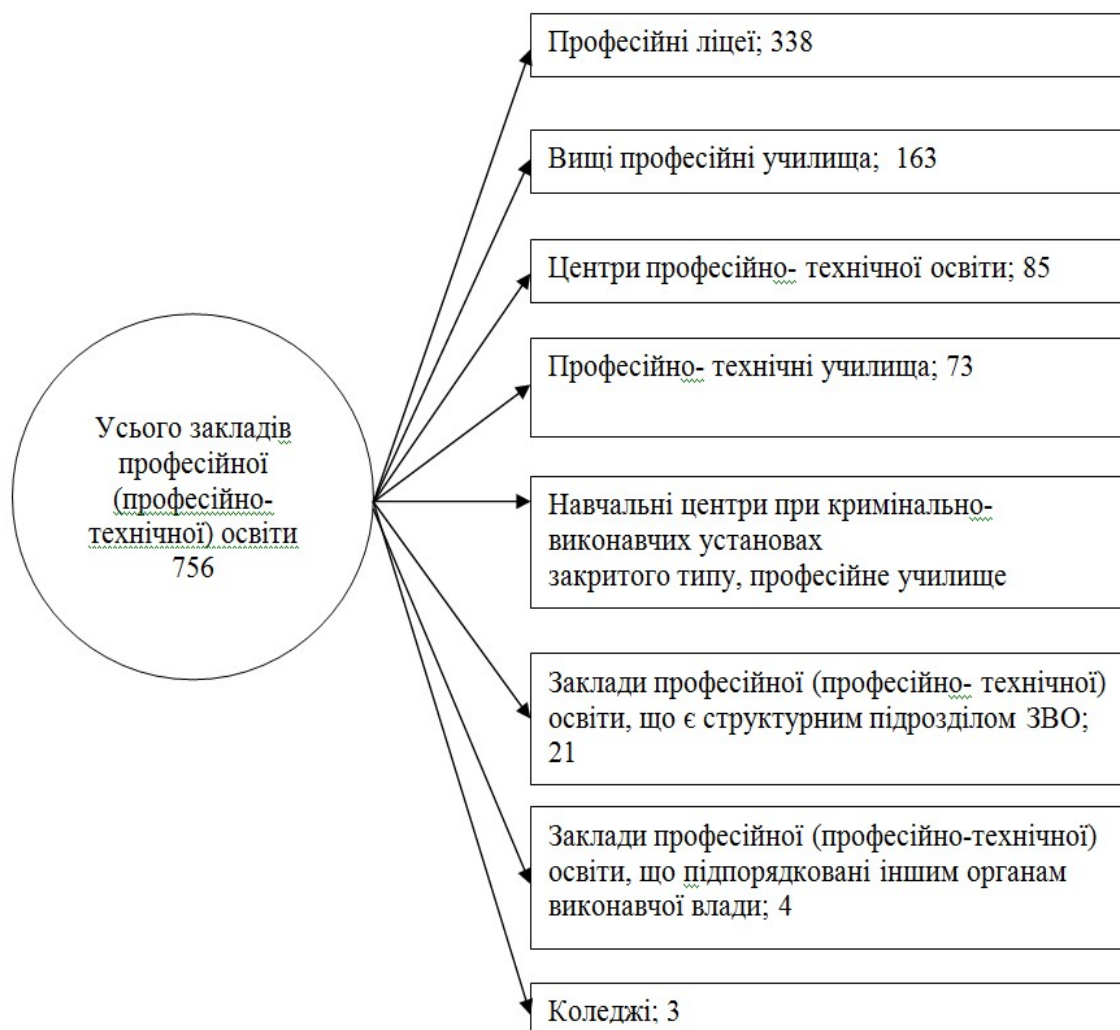 Професійні ліцеї; 338
Вищі професійні училища; 163
Центри професійно- технічної освіти; 85
Професійно- технічні училища; 73
Усього закладів
професійної
(професійно-
технічної) освіти
756
Навчальні центри при кримінально-
виконавчих установах
закритого типу, професійне училище
Заклади професійної (професійно- технічної)
освіти, що є структурним підрозділом ЗВО;
21
Заклади професійної (професійно-технічної)
освіти, що підпорядковані іншим органам
виконавчої влади; 4
Коледжі; 3